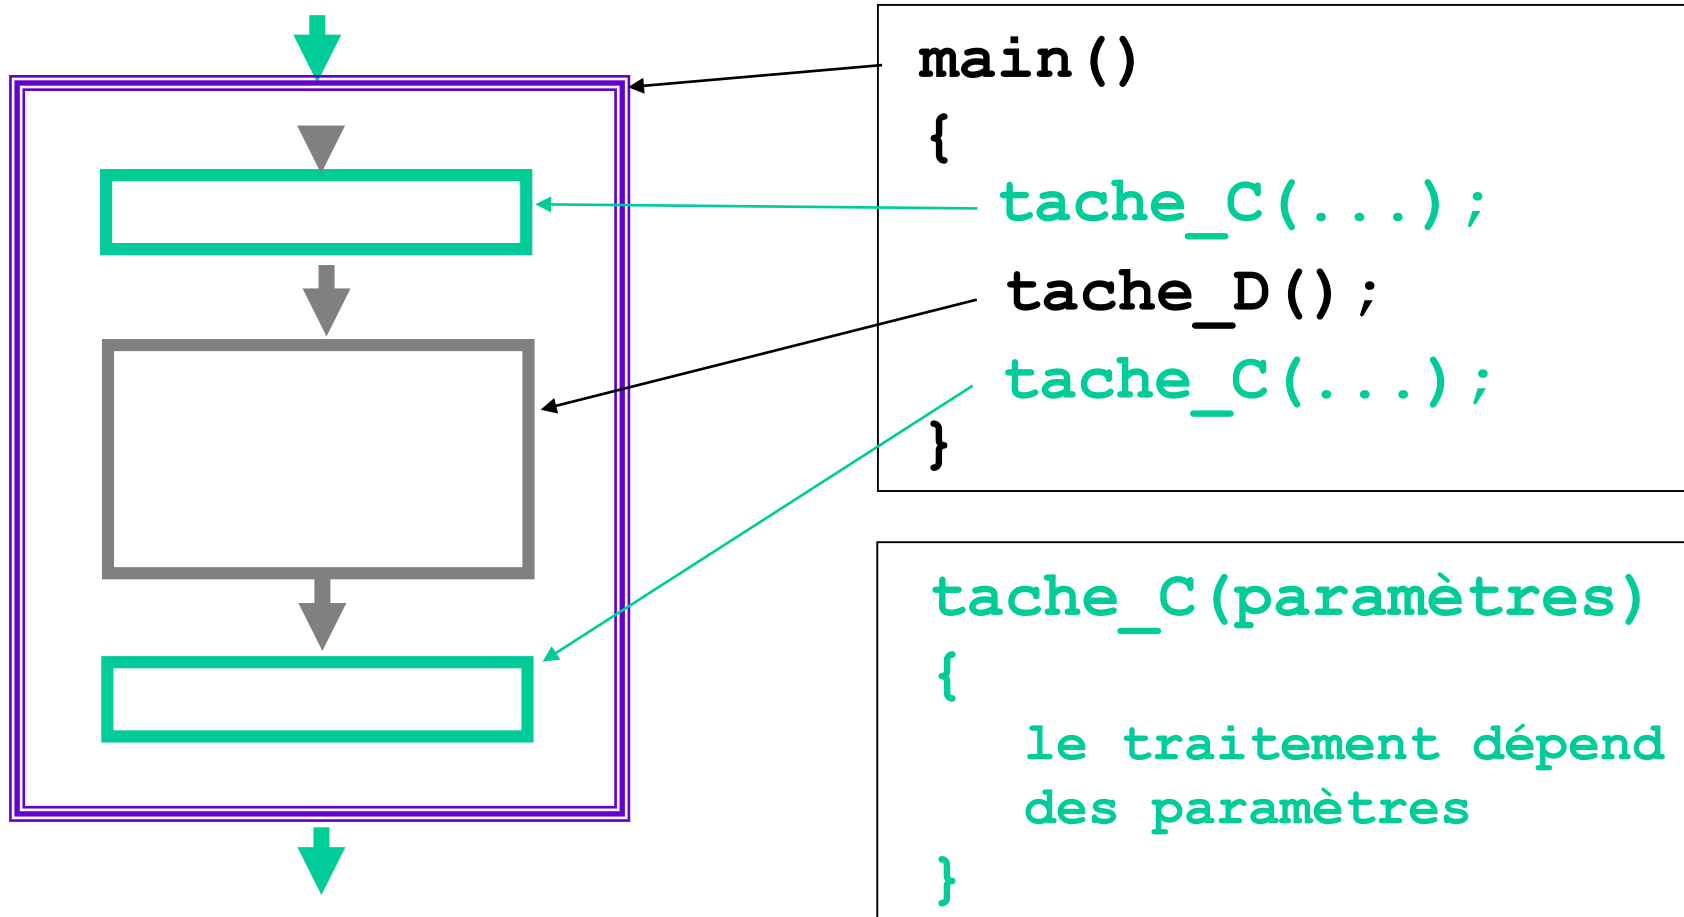 main()
{
tache_C(...);
tache_D();
tache_C(...);
}
tache_C(paramètres)
{
le traitement dépend
des paramètres
}